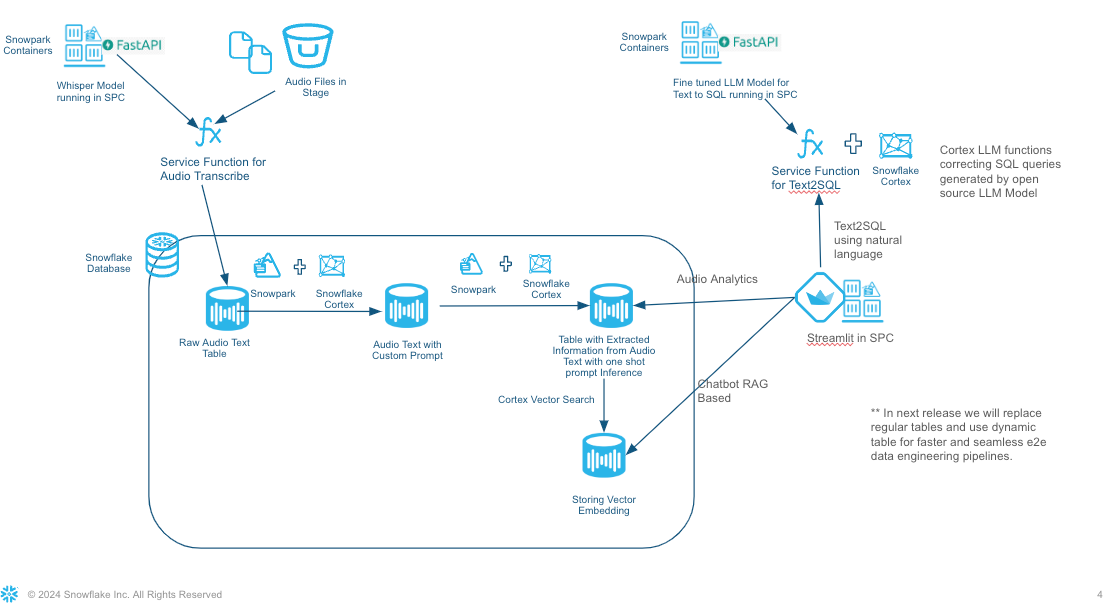 Snowpark
Containers
FastAPI
Whisper Model
running in SPC
Audio Files in
Stage
Service Function for
Audio Transcribe
Snowpark
Containers
FastAPI
Fine tuned LLM Model for
Text to SQL running in SPC
Service Function
for Text2SQL
Snowflake
Cortex
Cortex LLM functions
correcting SQL queries
generated by open
source LLM Model
Text2SQL
using natural
language
Snowflake
Database
Snowpark
Snowflake
Cortex
Snowpark
Snowflake
Cortex
Audio Analytics
Raw Audio Text
Table
Audio Text with
Custom Prompt
Table with Extracted
Information from Audio
Text with one shot
prompt Inference
Streamlit in SPC
Cortex Vector Search
Chatbot RAG
Based
Storing Vector
Embedding
** In next release we will replace
regular tables and use dynamic
table for faster and seamless e2e
data engineering pipelines.
© 2024 Snowflake Inc. All Rights Reserved
4